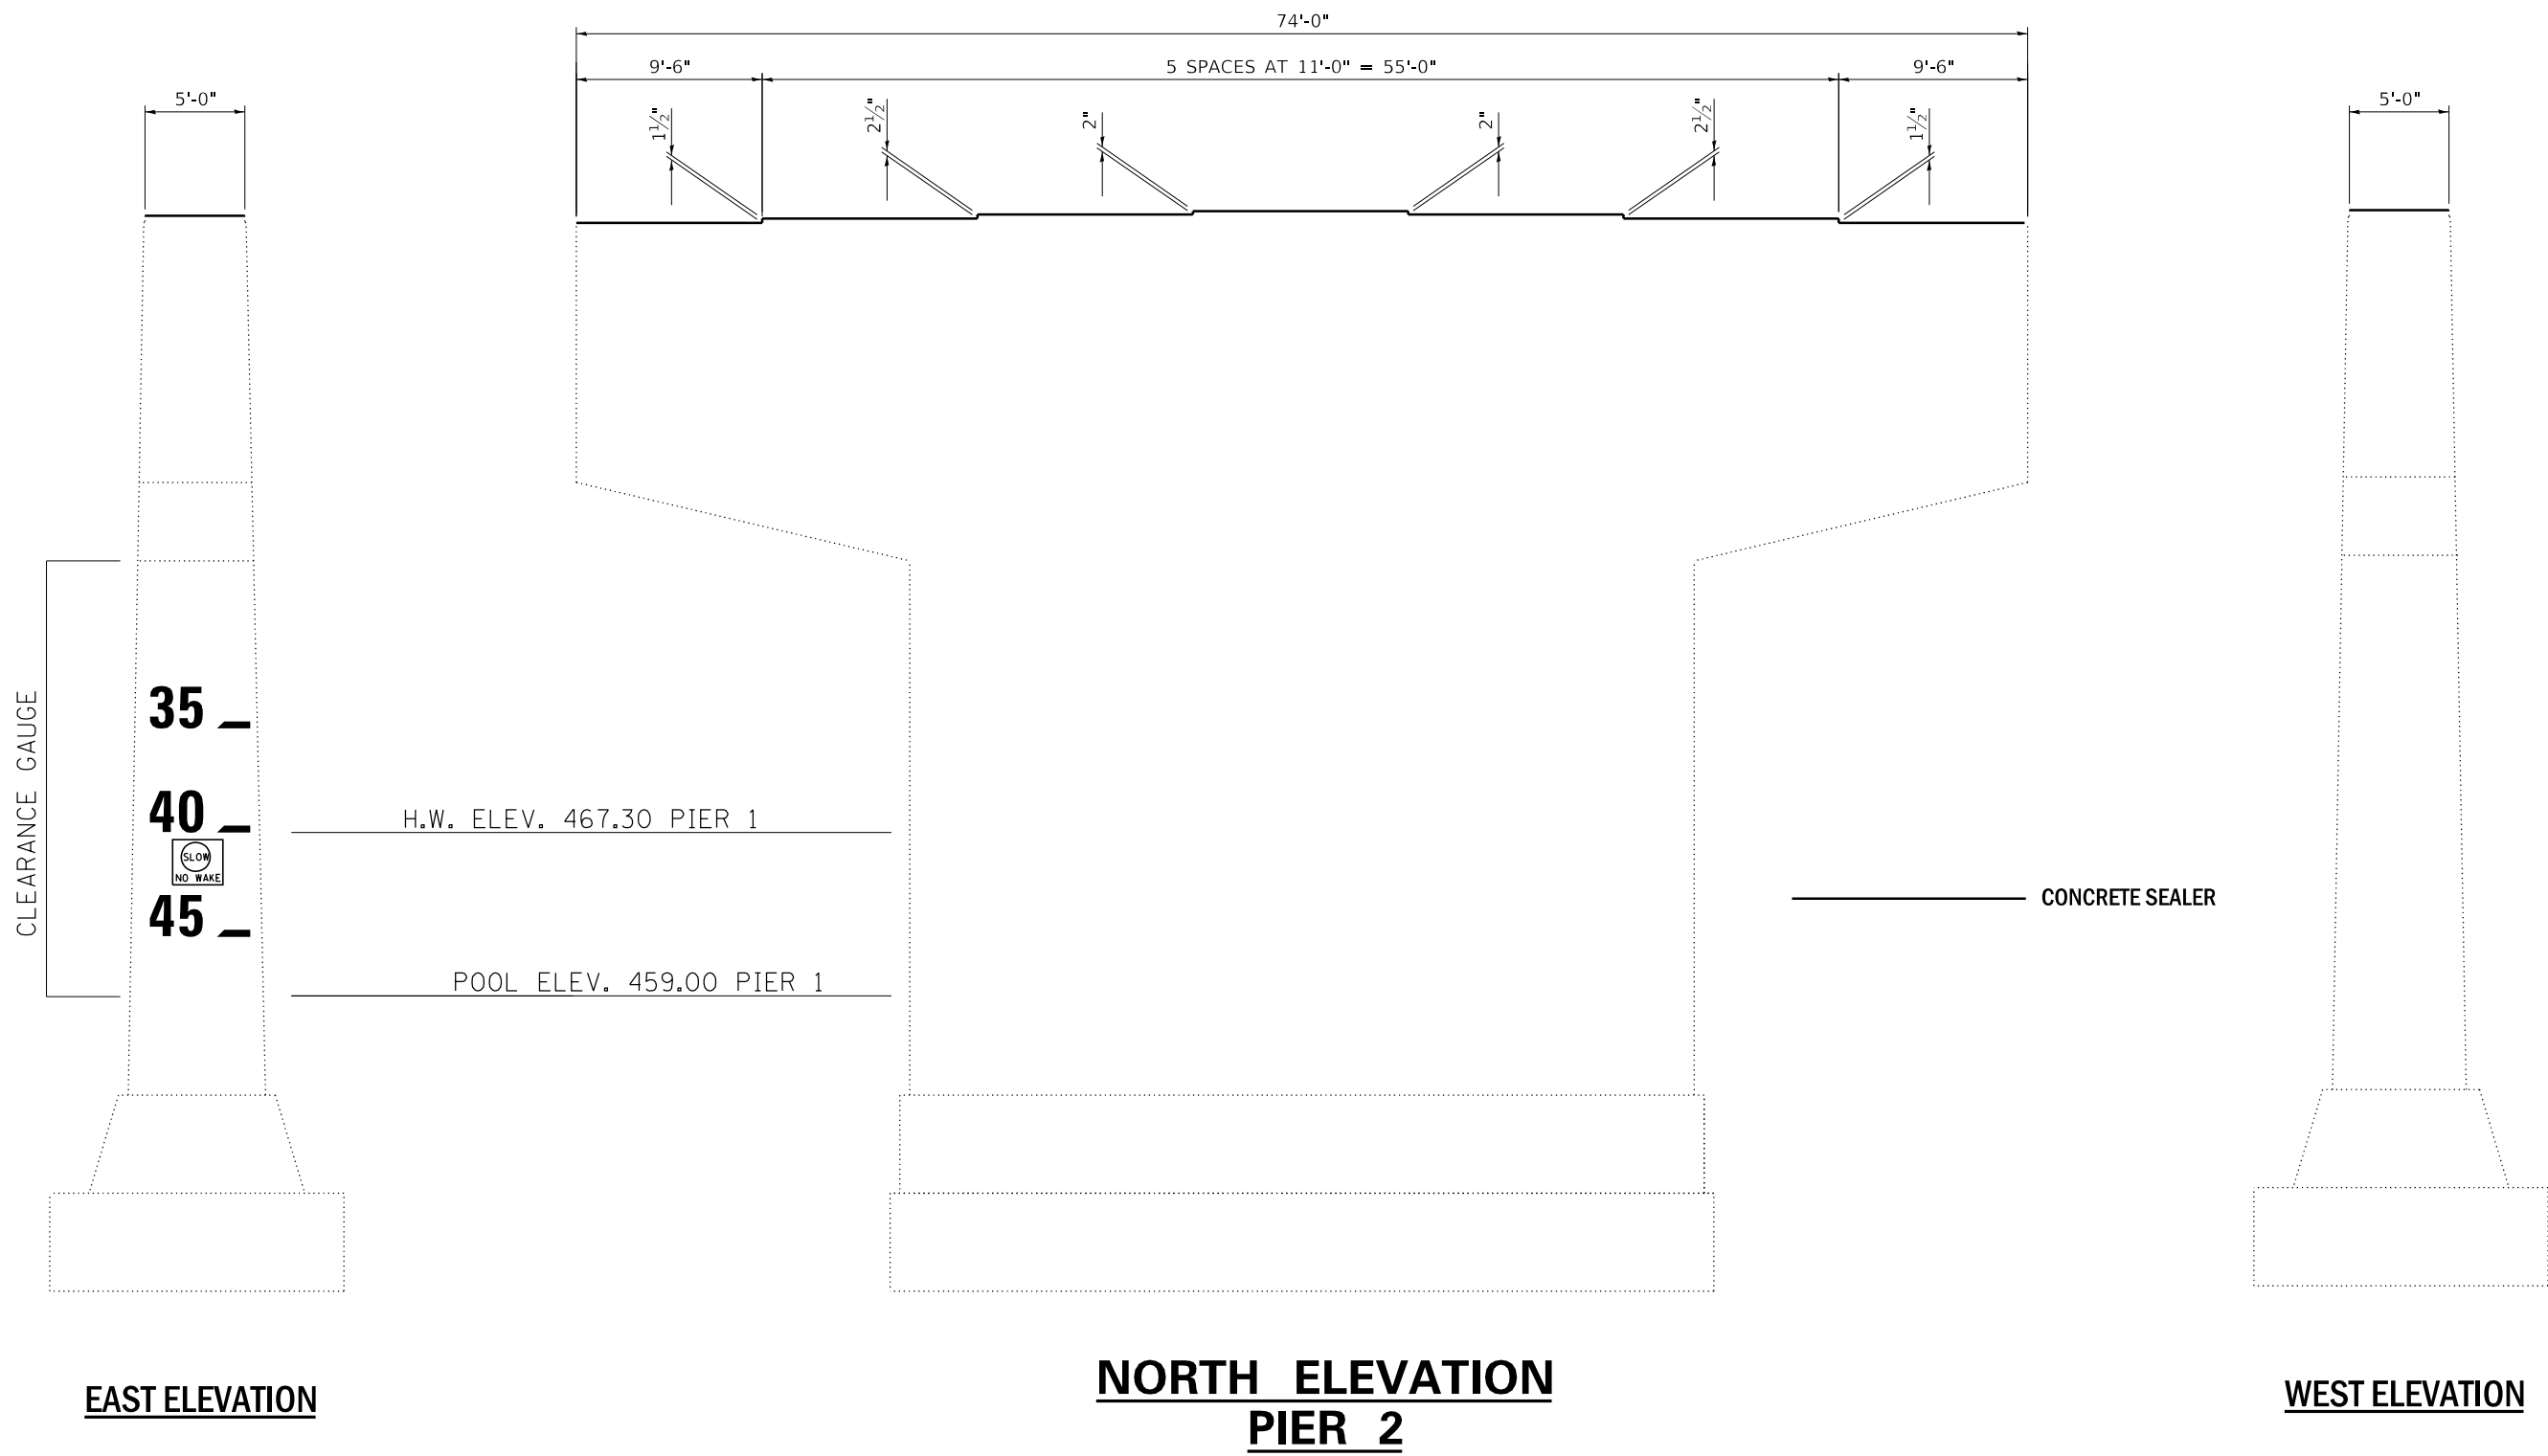 74'-0"
9'-6"
5 SPACES AT 11'-0" = 55'-0"
9'-6"
5'-0"
5'-0"
1½"
2½"
2"
2"
2½"
1½"
CLEARANCE GAUGE
35
40
SLOW
NO WAKE
45
H.W. ELEV. 467.30 PIER 1
POOL ELEV. 459.00 PIER 1
CONCRETE SEALER
EAST ELEVATION
NORTH ELEVATION
PIER 2
WEST ELEVATION